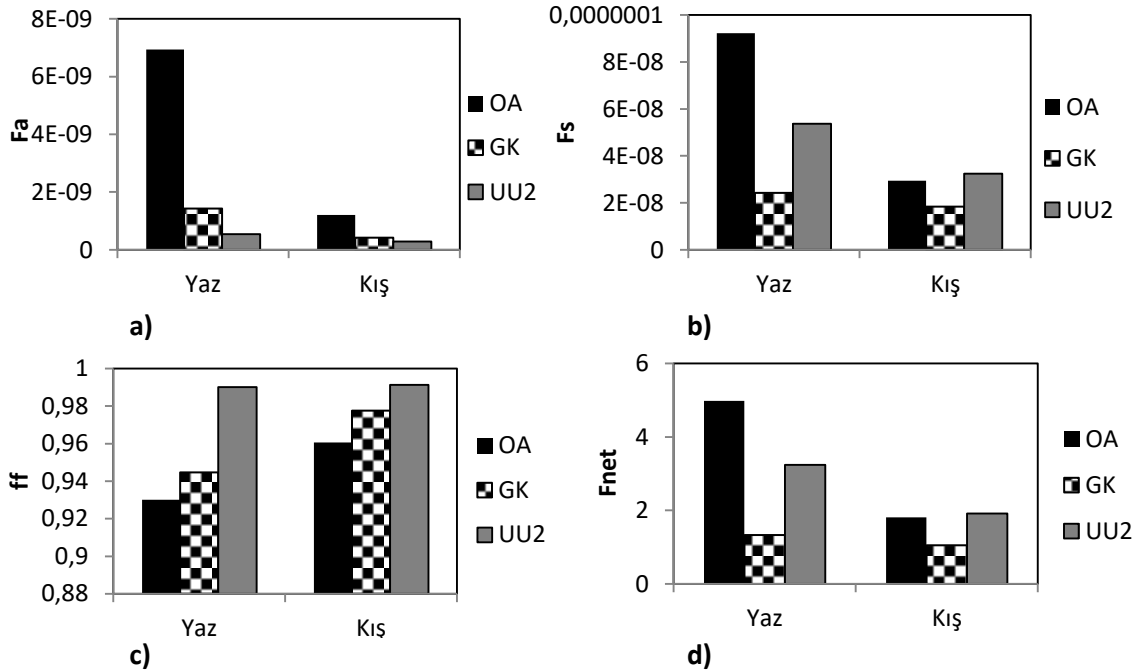 8E-09
6E-09
4E-09
2E-09
0
Fa
Yaz
Kış
OA
GK
UU2
a)
0,0000001
8E-08
6E-08
4E-08
2E-08
0
Fs
Yaz
Kış
OA
GK
UU2
b)
1
0,98
0,96
0,94
0,92
0,9
0,88
ff
Yaz
Kış
OA
GK
UU2
c)
6
4
2
0
Fnet
Yaz
Kış
OA
GK
UU2
d)